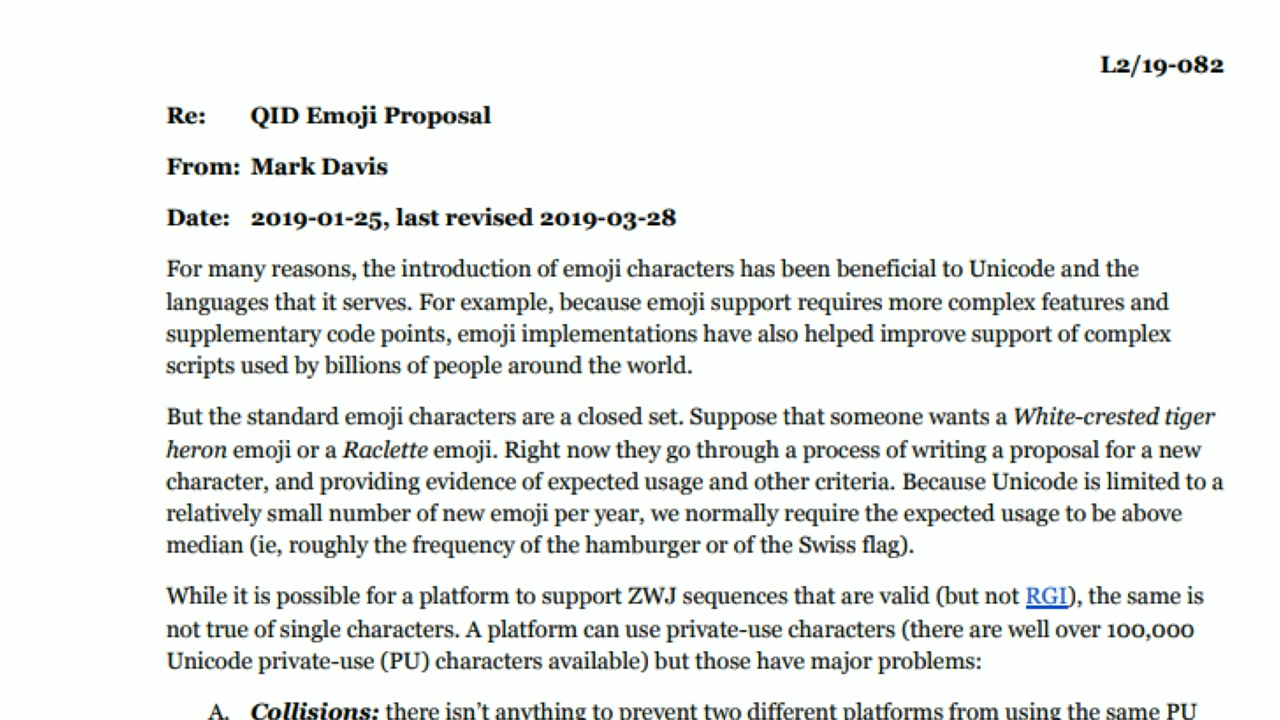 L2/19-082
Re: QID Emoji Proposal
From: Mark Davis
Date: 2019-01-25, last revised 2019-03-28
For many reasons, the introduction of emoji characters has been beneficial to Unicode and the
languages that it serves. For example, because emoji support requires more complex features and
supplementary code points, emoji implementations have also helped improve support of complex
scripts used by billions of people around the world.
But the standard emoji characters are a closed set. Suppose that someone wants a White-crested tiger
heron emoji or a Raclette emoji. Right now they go through a process of writing a proposal for a new
character, and providing evidence of expected usage and other criteria. Because Unicode is limited to a
relatively small number of new emoji per year, we normally require the expected usage to be above
median (ie, roughly the frequency of the hamburger or of the Swiss flag).
While it is possible for a platform to support ZWJ sequences that are valid (but not RGI), the same is
not true of single characters. A platform can use private-use characters (there are well over 100,000
Unicode private-use (PU) characters available) but those have major problems:
A. Collisions: there isn't anything to prevent two different platforms from using the same PU